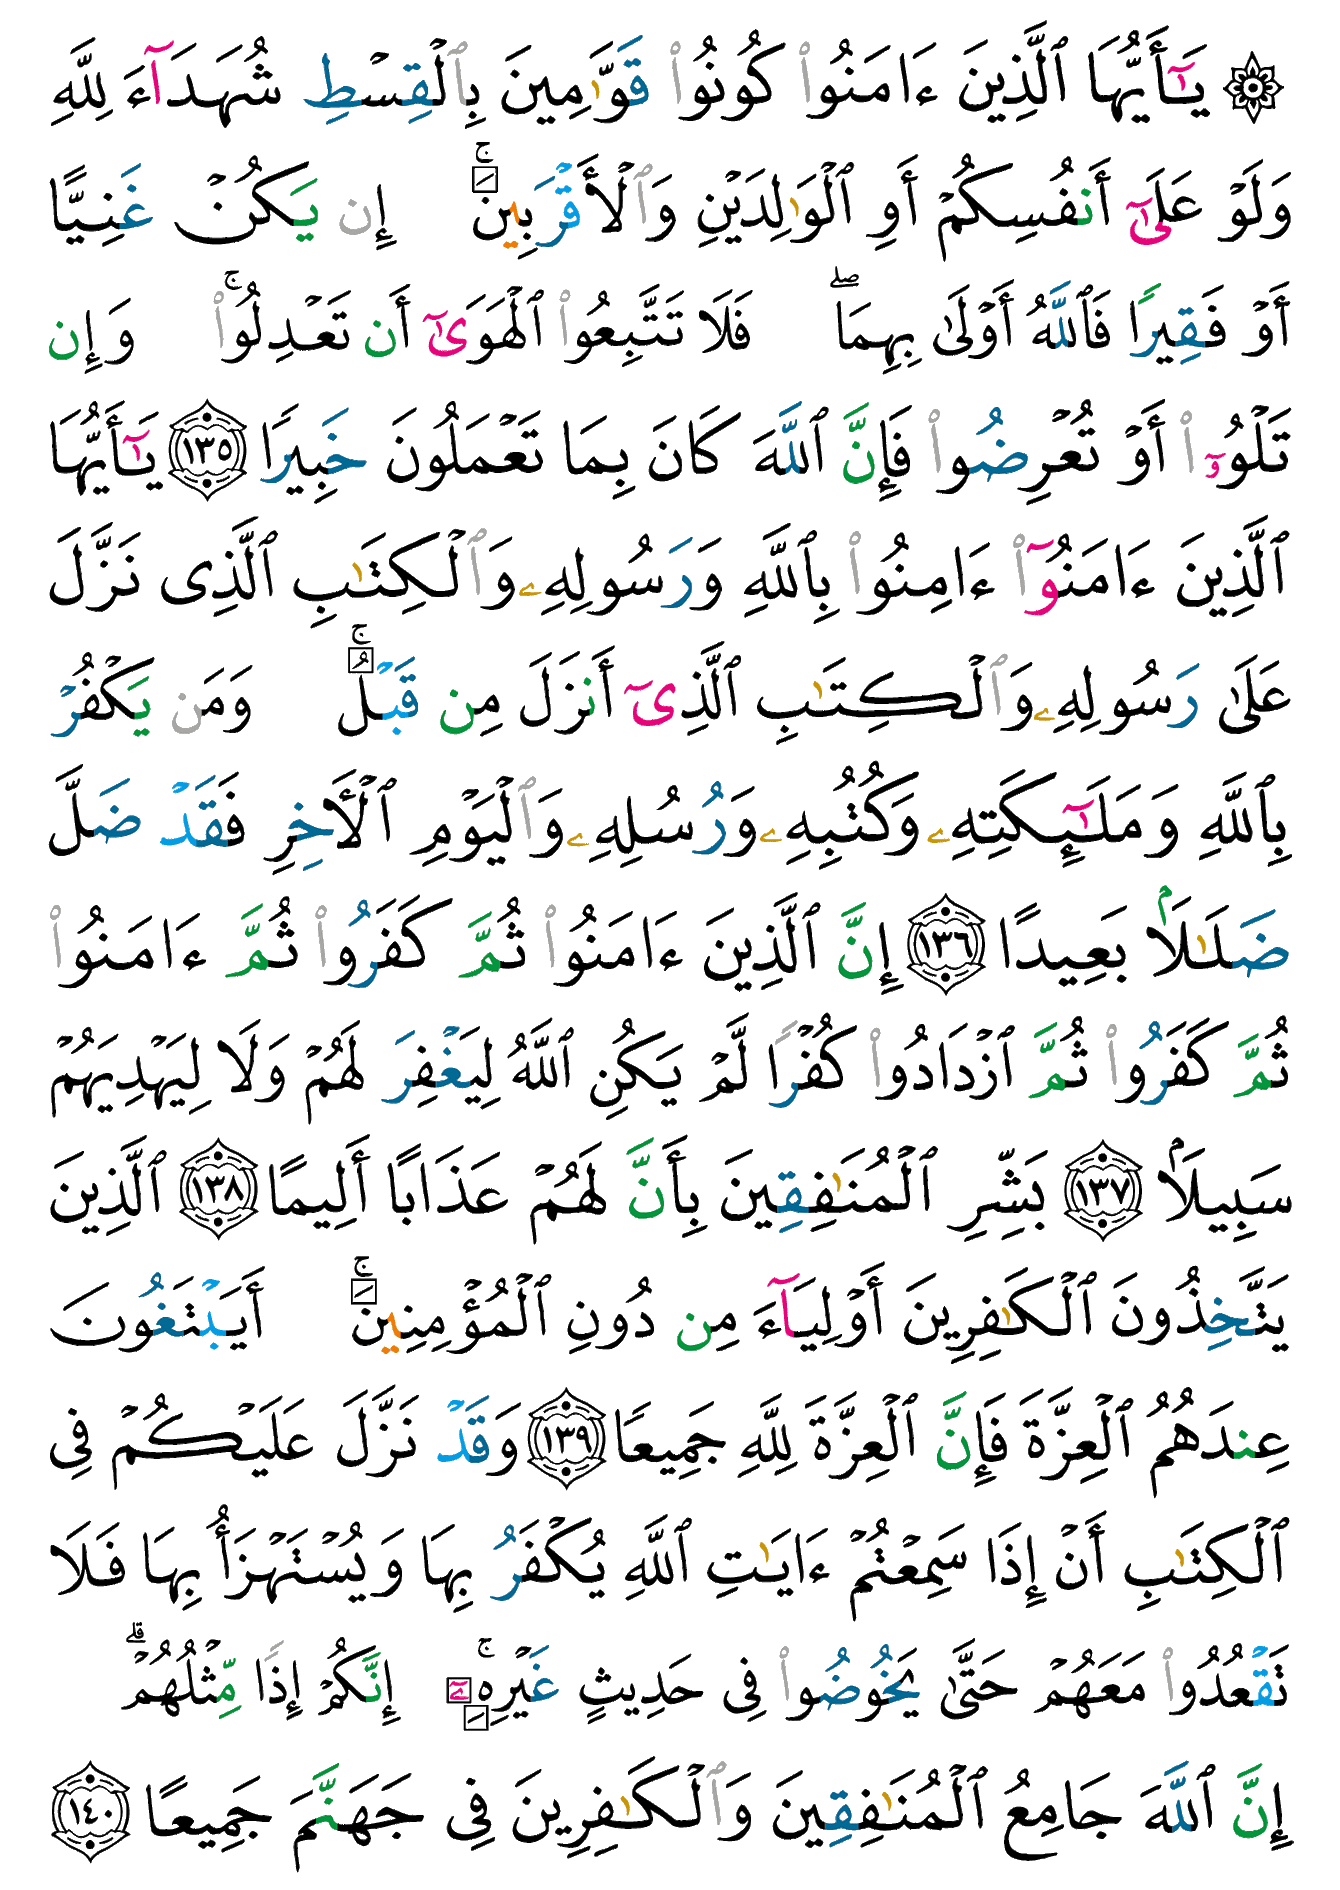 ۞ يَـٰٓأَيُّهَا ٱلَّذِينَ ءَامَنُوا۟ كُونُوا۟ قَوَّٰمِينَ بِٱلْقِسْطِ شُهَدَآءَ لِلَّهِ
وَلَوْ عَلَىٰٓ أَنفُسِكُمْ أَوِ ٱلْوَٰلِدَيْنِ وَٱلْأَقْرَبِينَ ۚ إِن يَكُنْ غَنِيًّا
أَوْ فَقِيرًا فَٱللَّهُ أَوْلَىٰ بِهِمَا ۖ فَلَا تَتَّبِعُوا۟ ٱلْهَوَىٰٓ أَن تَعْدِلُوا۟ ۚ وَإِن
تَلْوُۥٓا۟ أَوْ تُعْرِضُوا۟ فَإِنَّ ٱللَّهَ كَانَ بِمَا تَعْمَلُونَ خَبِيرًا ١٣٥ يَـٰٓأَيُّهَا
ٱلَّذِينَ ءَامَنُوٓا۟ ءَامِنُوا۟ بِٱللَّهِ وَرَسُولِهِۦ وَٱلْكِتَـٰبِ ٱلَّذِى نَزَّلَ
عَلَىٰ رَسُولِهِۦ وَٱلْكِتَـٰبِ ٱلَّذِىٓ أَنزَلَ مِن قَبْلُ ۚ وَمَن يَكْفُرْ
بِٱللَّهِ وَمَلَـٰٓئِكَتِهِۦ وَكُتُبِهِۦ وَرُسُلِهِۦ وَٱلْيَوْمِ ٱلْـَٔاخِرِ فَقَدْ ضَلَّ
ضَلَـٰلًۢا بَعِيدًا ١٣٦ إِنَّ ٱلَّذِينَ ءَامَنُوا۟ ثُمَّ كَفَرُوا۟ ثُمَّ ءَامَنُوا۟
ثُمَّ كَفَرُوا۟ ثُمَّ ٱزْدَادُوا۟ كُفْرًا لَّمْ يَكُنِ ٱللَّهُ لِيَغْفِرَ لَهُمْ وَلَا لِيَهْدِيَهُمْ
سَبِيلًۢا ١٣٧ بَشِّرِ ٱلْمُنَـٰفِقِينَ بِأَنَّ لَهُمْ عَذَابًا أَلِيمًا ١٣٨ ٱلَّذِينَ
يَتَّخِذُونَ ٱلْكَـٰفِرِينَ أَوْلِيَآءَ مِن دُونِ ٱلْمُؤْمِنِينَ ۚ أَيَبْتَغُونَ
عِندَهُمُ ٱلْعِزَّةَ فَإِنَّ ٱلْعِزَّةَ لِلَّهِ جَمِيعًا ١٣٩ وَقَدْ نَزَّلَ عَلَيْكُمْ فِى
ٱلْكِتَـٰبِ أَنْ إِذَا سَمِعْتُمْ ءَايَـٰتِ ٱللَّهِ يُكْفَرُ بِهَا وَيُسْتَهْزَأُ بِهَا فَلَا
تَقْعُدُوا۟ مَعَهُمْ حَتَّىٰ يَخُوضُوا۟ فِى حَدِيثٍ غَيْرِهِۦٓ ۚ إِنَّكُمْ إِذًا مِّثْلُهُمْ ۗ
إِنَّ ٱللَّهَ جَامِعُ ٱلْمُنَـٰفِقِينَ وَٱلْكَـٰفِرِينَ فِى جَهَنَّمَ جَمِيعًا ١٤٠